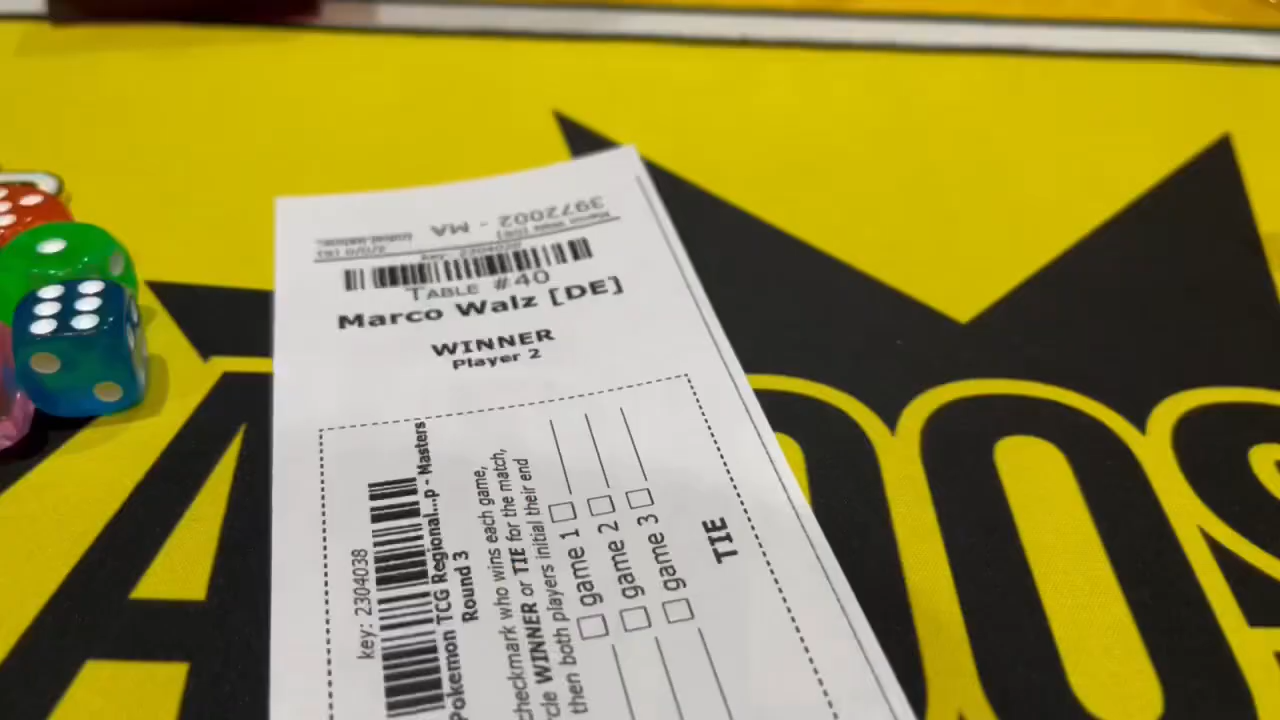 3972002 - MA
TABLE #40
Marco Walz [DE]
WINNER
Player 2
key: 2304038
Pokemon TCG Regional...p - Masters
Round 3
checkmark who wins each game,
WINNER or TIE for the match,
then both players initial their end
game 1
game 2
game 3
TIE